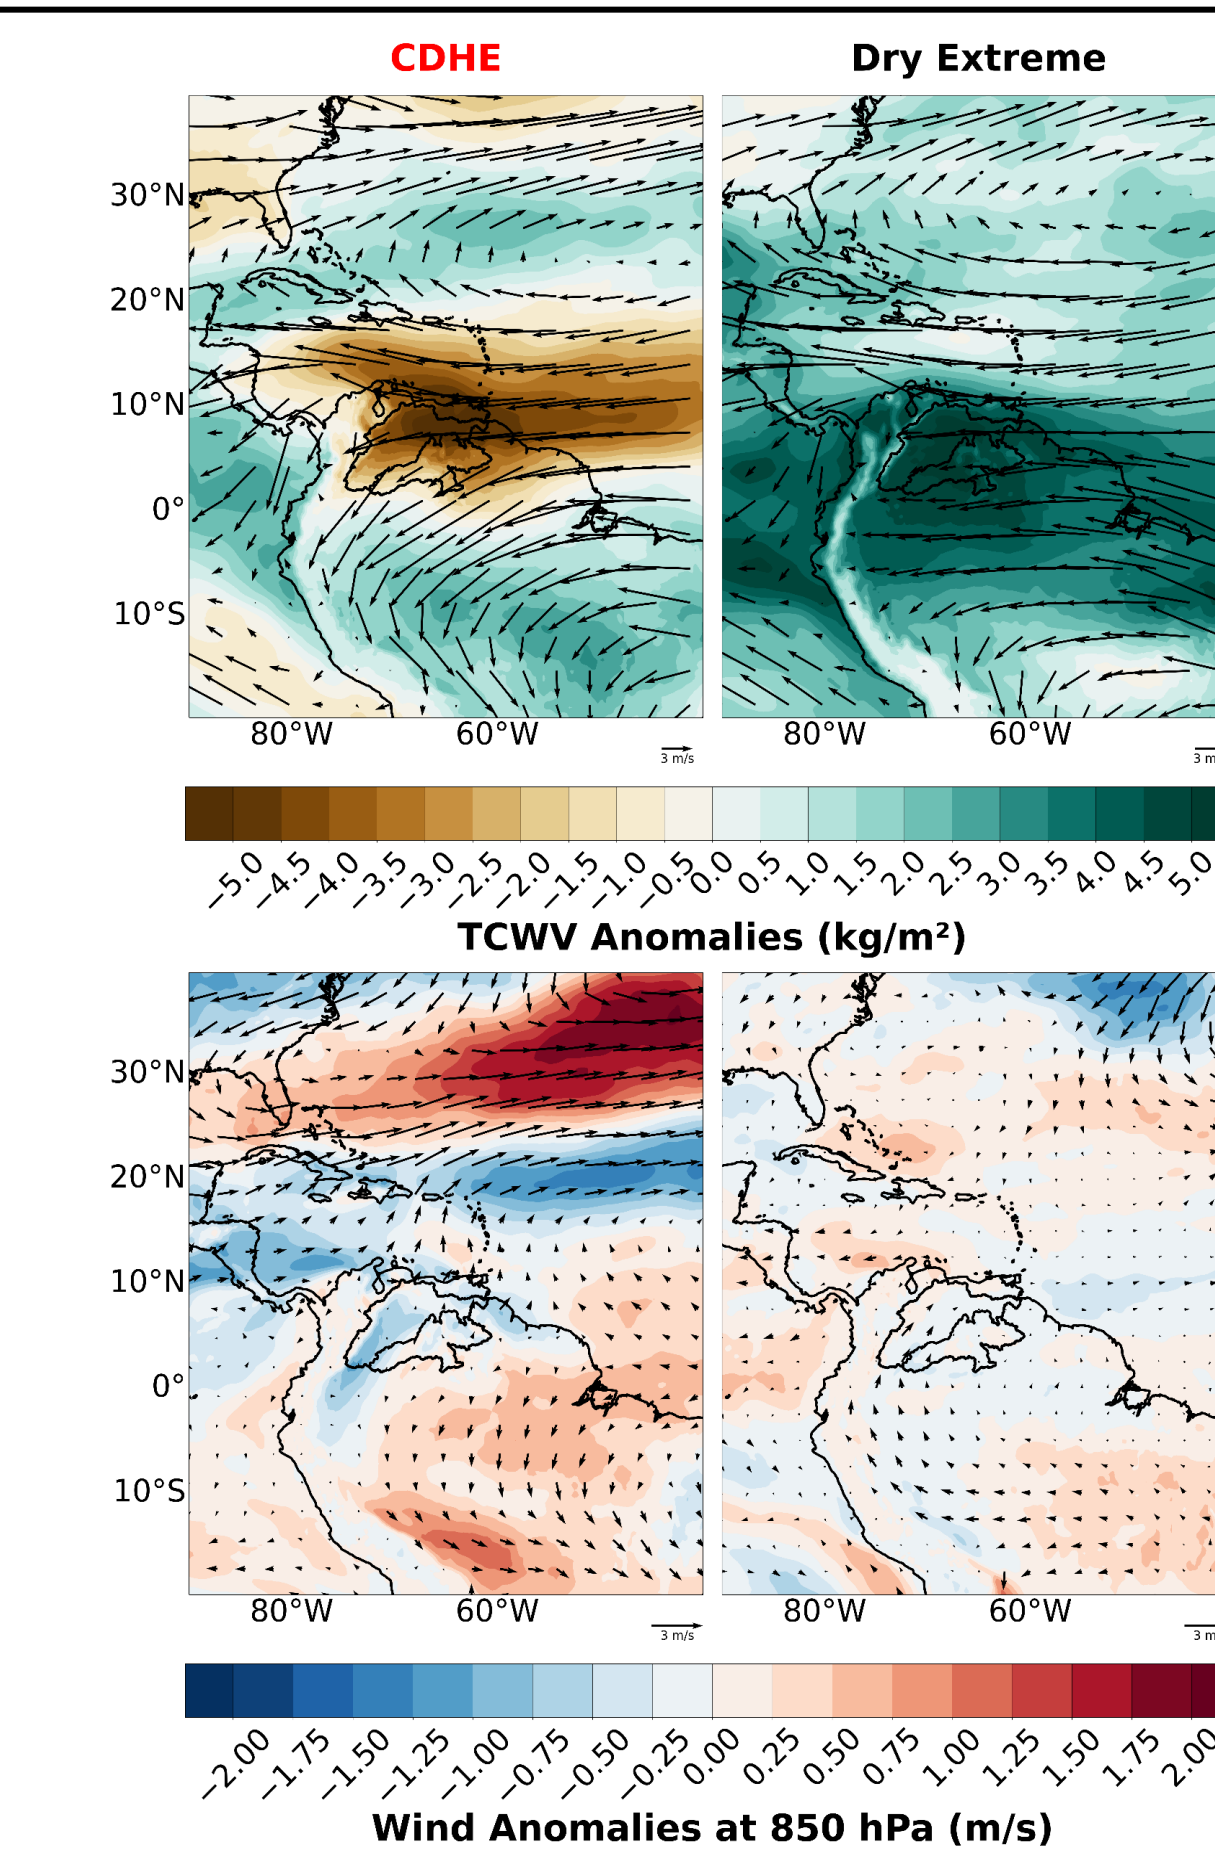 CDHE Dry Extreme
30°N
20°N
10°N
0°
10°S
80°W 60°W 80°W 60°W
3 m/s 3 m
−5.0 −4.5 −4.0 −3.5 −3.0 −2.5 −2.0 −1.5 −1.0 −0.5 0.0 0.5 1.0 1.5 2.0 2.5 3.0 3.5 4.0 4.5 5.0
TCWV Anomalies (kg/m²)
30°N
20°N
10°N
0°
10°S
80°W 60°W 80°W 60°W
3 m/s 3 m
−2.00 −1.75 −1.50 −1.25 −1.00 −0.75 −0.50 −0.25 0.00 0.25 0.50 0.75 1.00 1.25 1.50 1.75 2.00
Wind Anomalies at 850 hPa (m/s)